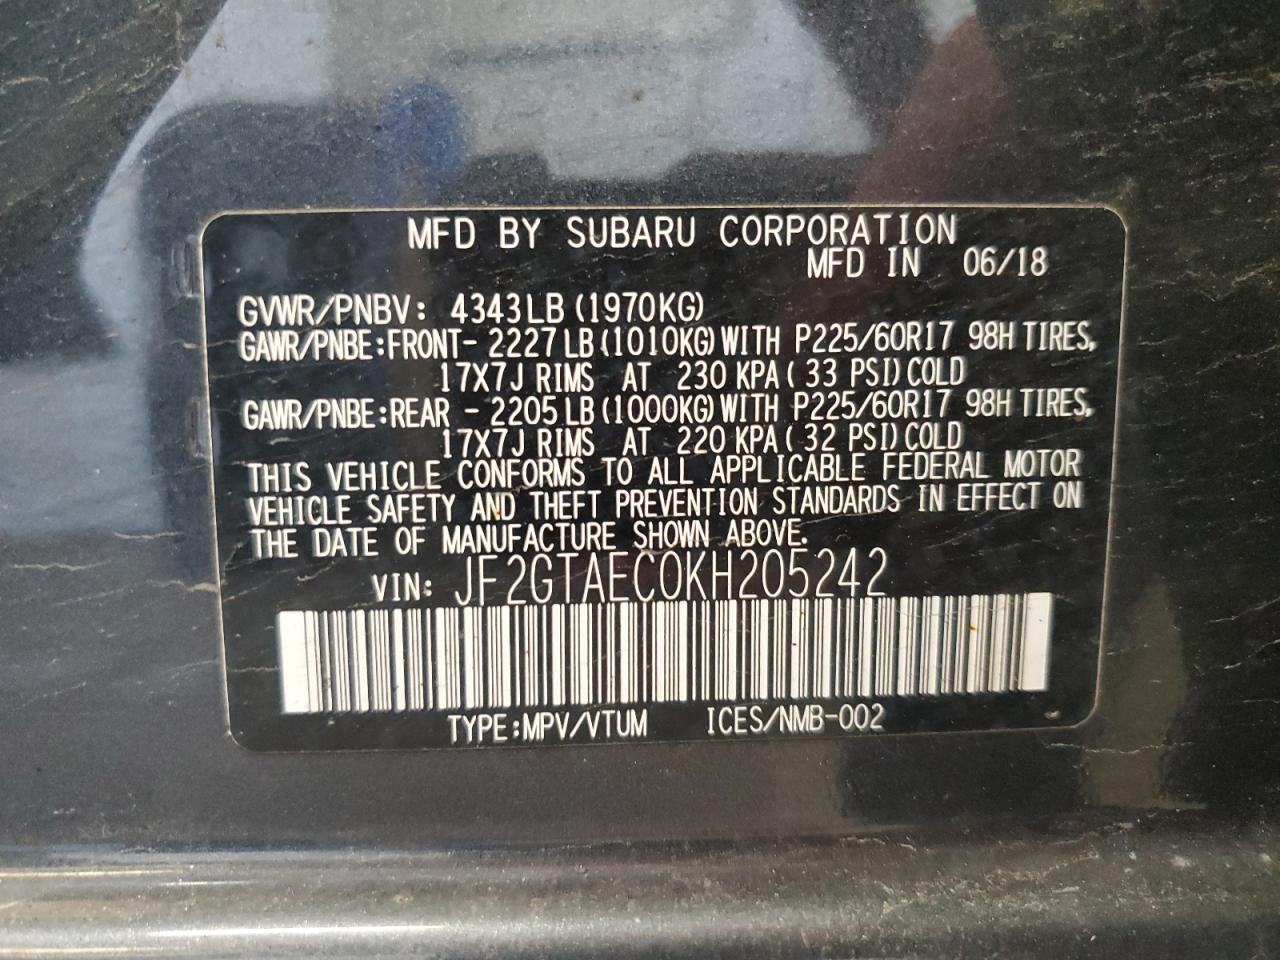 MFD BY SUBARU CORPORATION
MFD IN 06/18
GVWR/PNBV: 4343LB (1970KG)
GAWR/PNBE:FRONT- 2227LB (1010KG) WITH P225/60R17 98H TIRES,
17X7J RIMS AT 230 KPA ( 33 PSI) COLD
GAWR/PNBE:REAR - 2205LB (1000KG) WITH P225/60R17 98H TIRES,
17X7J RIMS AT 220 KPA ( 32 PSI) COLD
THIS VEHICLE CONFORMS TO ALL APPLICABLE FEDERAL MOTOR
VEHICLE SAFETY AND THEFT PREVENTION STANDARDS IN EFFECT ON
THE DATE OF MANUFACTURE SHOWN ABOVE.
VIN: JF2GTAEC0KH205242
TYPE:MPV/VTUM ICES/NMB-002